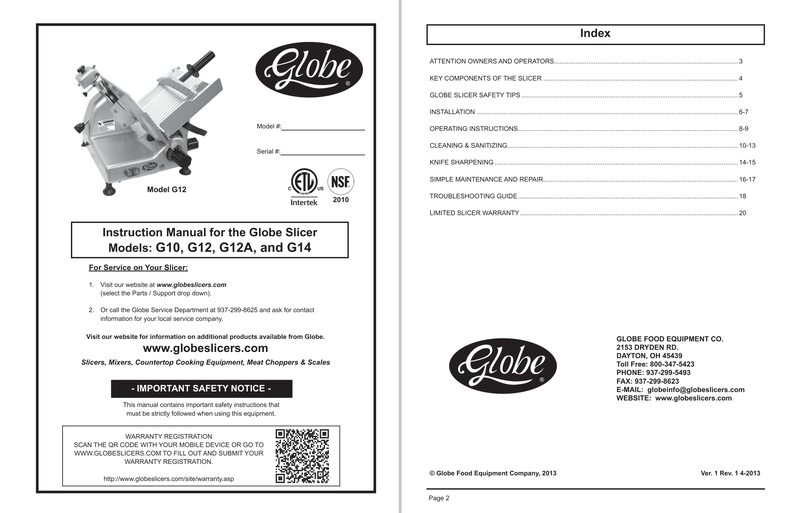 Globe
®
Model #:
Serial #:
Model G12
C ETL US
Intertek
NSF
2010
Instruction Manual for the Globe Slicer
Models: G10, G12, G12A, and G14
For Service on Your Slicer:
1. Visit our website at www.globeslicers.com
(select the Parts / Support drop down).
2. Or call the Globe Service Department at 937-299-8625 and ask for contact
information for your local service company.
Visit our website for information on additional products available from Globe.
www.globeslicers.com
Slicers, Mixers, Countertop Cooking Equipment, Meat Choppers & Scales
- IMPORTANT SAFETY NOTICE -
This manual contains important safety instructions that
must be strictly followed when using this equipment.
WARRANTY REGISTRATION
SCAN THE QR CODE WITH YOUR MOBILE DEVICE OR GO TO
WWW.GLOBESLICERS.COM TO FILL OUT AND SUBMIT YOUR
WARRANTY REGISTRATION.
http://www.globeslicers.com/site/warranty.asp
Index
ATTENTION OWNERS AND OPERATORS 3
KEY COMPONENTS OF THE SLICER 4
GLOBE SLICER SAFETY TIPS 5
INSTALLATION 6-7
OPERATING INSTRUCTIONS 8-9
CLEANING & SANITIZING 10-13
KNIFE SHARPENING 14-15
SIMPLE MAINTENANCE AND REPAIR 16-17
TROUBLESHOOTING GUIDE 18
LIMITED SLICER WARRANTY 20
Globe
®
GLOBE FOOD EQUIPMENT CO.
2153 DRYDEN RD.
DAYTON, OH 45439
Toll Free: 800-347-5423
PHONE: 937-299-5493
FAX: 937-299-8623
E-MAIL: globeinfo@globeslicers.com
WEBSITE: www.globeslicers.com
© Globe Food Equipment Company, 2013
Ver. 1 Rev. 1 4-2013
Page 2